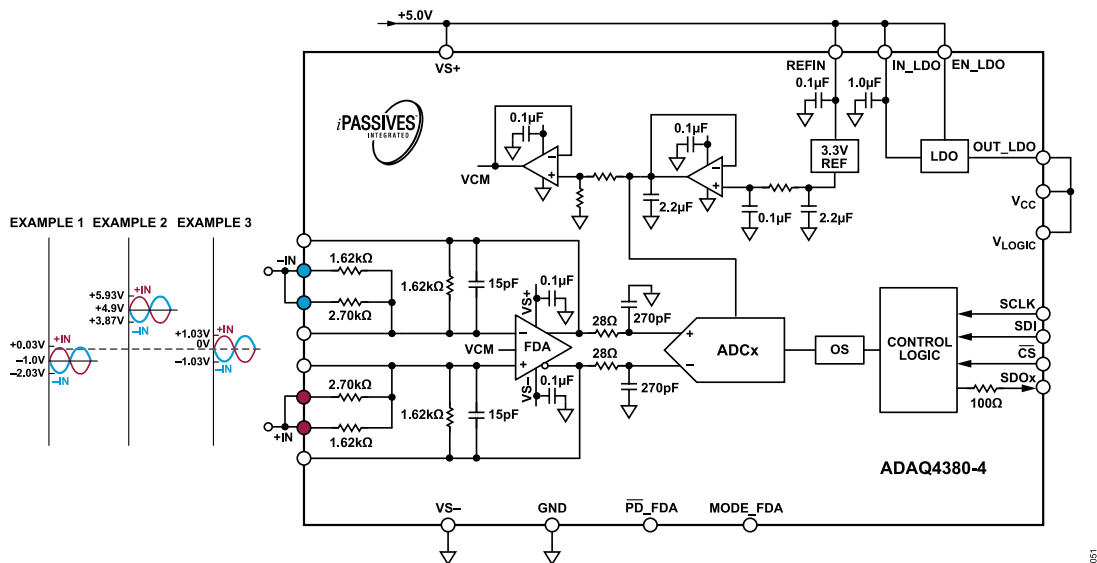 +5.0V
VS+
REFIN
IN_LDO
EN_LDO
0.1µF
1.0µF
iPASSIVES
INTEGRATED
0.1µF
0.1µF
3.3V
REF
LDO
OUT_LDO
VCM
2.2µF
0.1µF
2.2µF
VCC
VLOGIC
EXAMPLE 1
EXAMPLE 2
EXAMPLE 3
+5.93V
+4.9V
+3.87V
+IN
–IN
+1.03V
0V
–1.03V
+IN
–IN
+0.03V
–1.0V
–2.03V
+IN
–IN
–IN
1.62kΩ
2.70kΩ
1.62kΩ
15pF
VS+
0.1µF
VCM
FDA
VS–
0.1µF
28Ω
270pF
28Ω
270pF
ADCx
OS
CONTROL
LOGIC
SCLK
SDI
CS
SDOx
100Ω
2.70kΩ
1.62kΩ
15pF
+IN
1.62kΩ
ADAQ4380-4
VS–
GND
PD_FDA
MODE_FDA
051